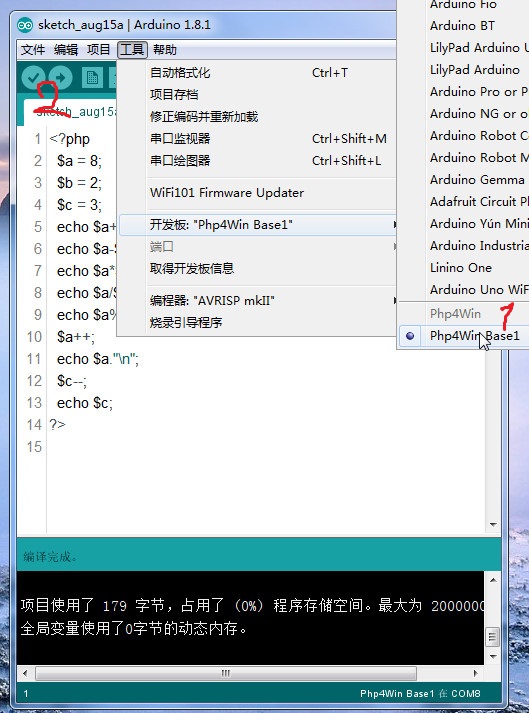 sketch_aug15a | Arduino 1.8.1
文件 编辑 项目 工具 帮助
2
1 <?php
2 $a = 8;
3 $b = 2;
4 $c = 3;
5 echo $a+
6 echo $a-$
7 echo $a*
8 echo $a/$
9 echo $a%
10 $a++;
11 echo $a."\n";
12 $c--;
13 echo $c;
14 ?>
15
自动格式化 Ctrl+T
项目存档
修正编码并重新加载
串口监视器 Ctrl+Shift+M
串口绘图器 Ctrl+Shift+L
WiFi101 Firmware Updater
开发板: "Php4Win Base1"
端口
取得开发板信息
编程器: "AVRISP mkII"
烧录引导程序
Arduino Fio
Arduino BT
LilyPad Arduino U
LilyPad Arduino
Arduino Pro or P
Arduino NG or o
Arduino Robot C
Arduino Robot M
Arduino Gemma
Adafruit Circuit P
Arduino Yún Mini
Arduino Industria
Linino One
Arduino Uno WiF
Php4Win
1
Php4Win Base1
编译完成。
项目使用了 179 字节，占用了 (0%) 程序存储空间。最大为 2000000
全局变量使用了0字节的动态内存。
1 Php4Win Base1 在 COM8